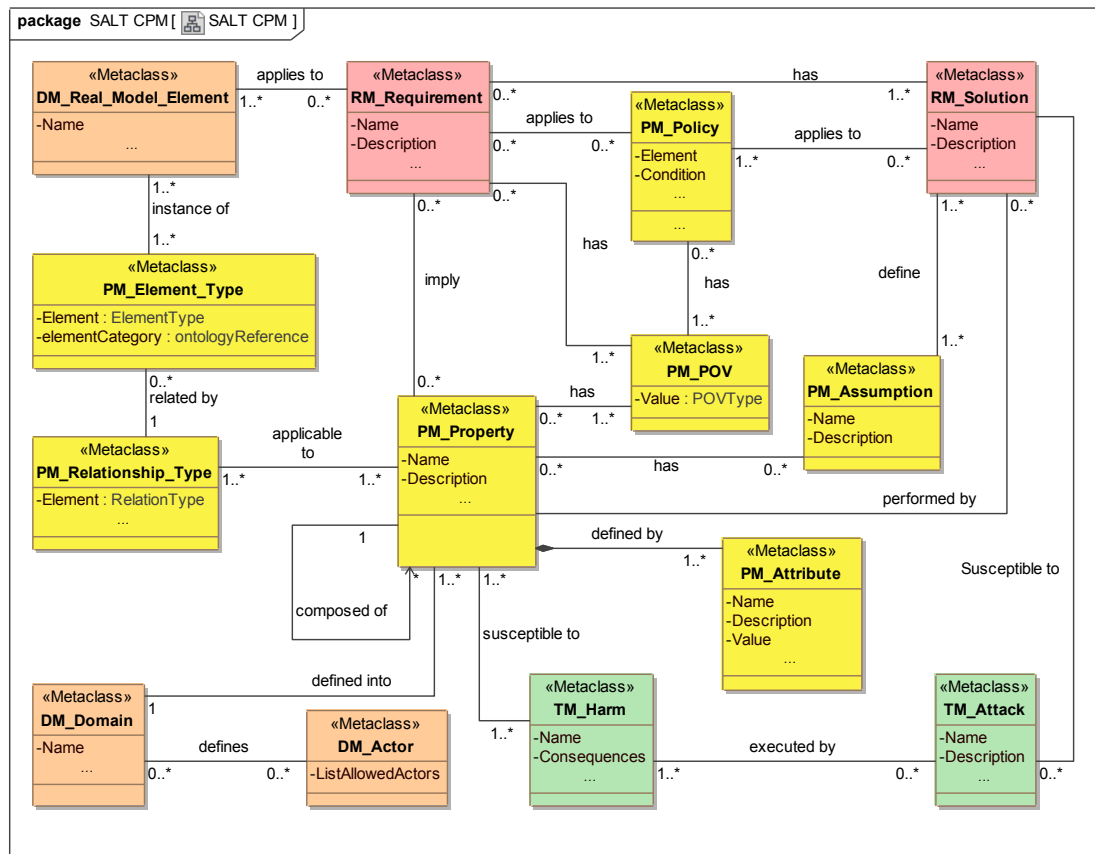 package SALT CPM [ SALT CPM ]
«Metaclass»
DM_Real_Model_Element
-Name
...
applies to
1..*
0..*
«Metaclass»
RM_Requirement
-Name
-Description
...
has
0..*
1..*
«Metaclass»
RM_Solution
-Name
-Description
...
applies to
0..*
0..*
«Metaclass»
PM_Policy
-Element
-Condition
...
...
applies to
1..*
0..*
1..*
instance of
1..*
«Metaclass»
PM_Element_Type
-Element : ElementType
-elementCategory : ontologyReference
0..*
imply
0..*
0..*
has
1..*
0..*
has
1..*
1..*
define
1..*
0..*
«Metaclass»
PM_POV
-Value : POVType
«Metaclass»
PM_Assumption
-Name
-Description
0..*
related by
1
«Metaclass»
PM_Relationship_Type
-Element : RelationType
...
applicable
to
1..*
1..*
«Metaclass»
PM_Property
-Name
-Description
...
has
0..*
1..*
0..*
has
0..*
performed by
1
*
composed of
defined by
1..*
«Metaclass»
PM_Attribute
-Name
-Description
-Value
...
Susceptible to
1..*
1..*
susceptible to
defined into
1
«Metaclass»
DM_Domain
-Name
...
defines
0..*
0..*
«Metaclass»
DM_Actor
-ListAllowedActors
1..*
«Metaclass»
TM_Harm
-Name
-Consequences
...
executed by
1..*
0..*
«Metaclass»
TM_Attack
-Name
-Description
...
0..*